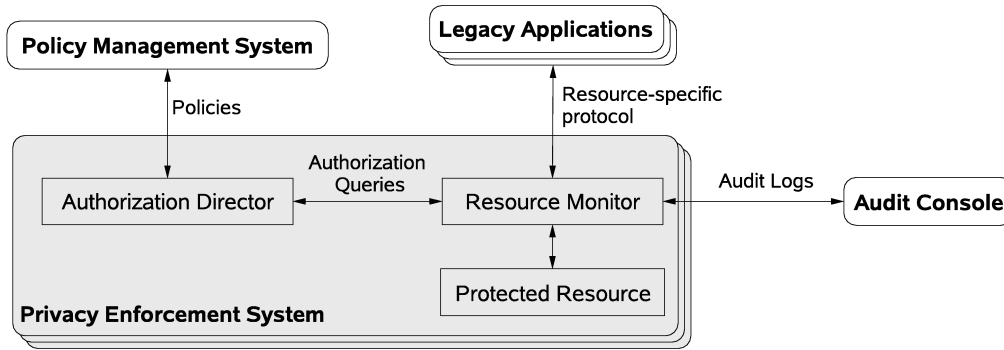 Legacy Applications
Policy Management System
Policies
Resource-specific
protocol
Authorization
Queries
Authorization Director
Resource Monitor
Audit Logs
Audit Console
Protected Resource
Privacy Enforcement System